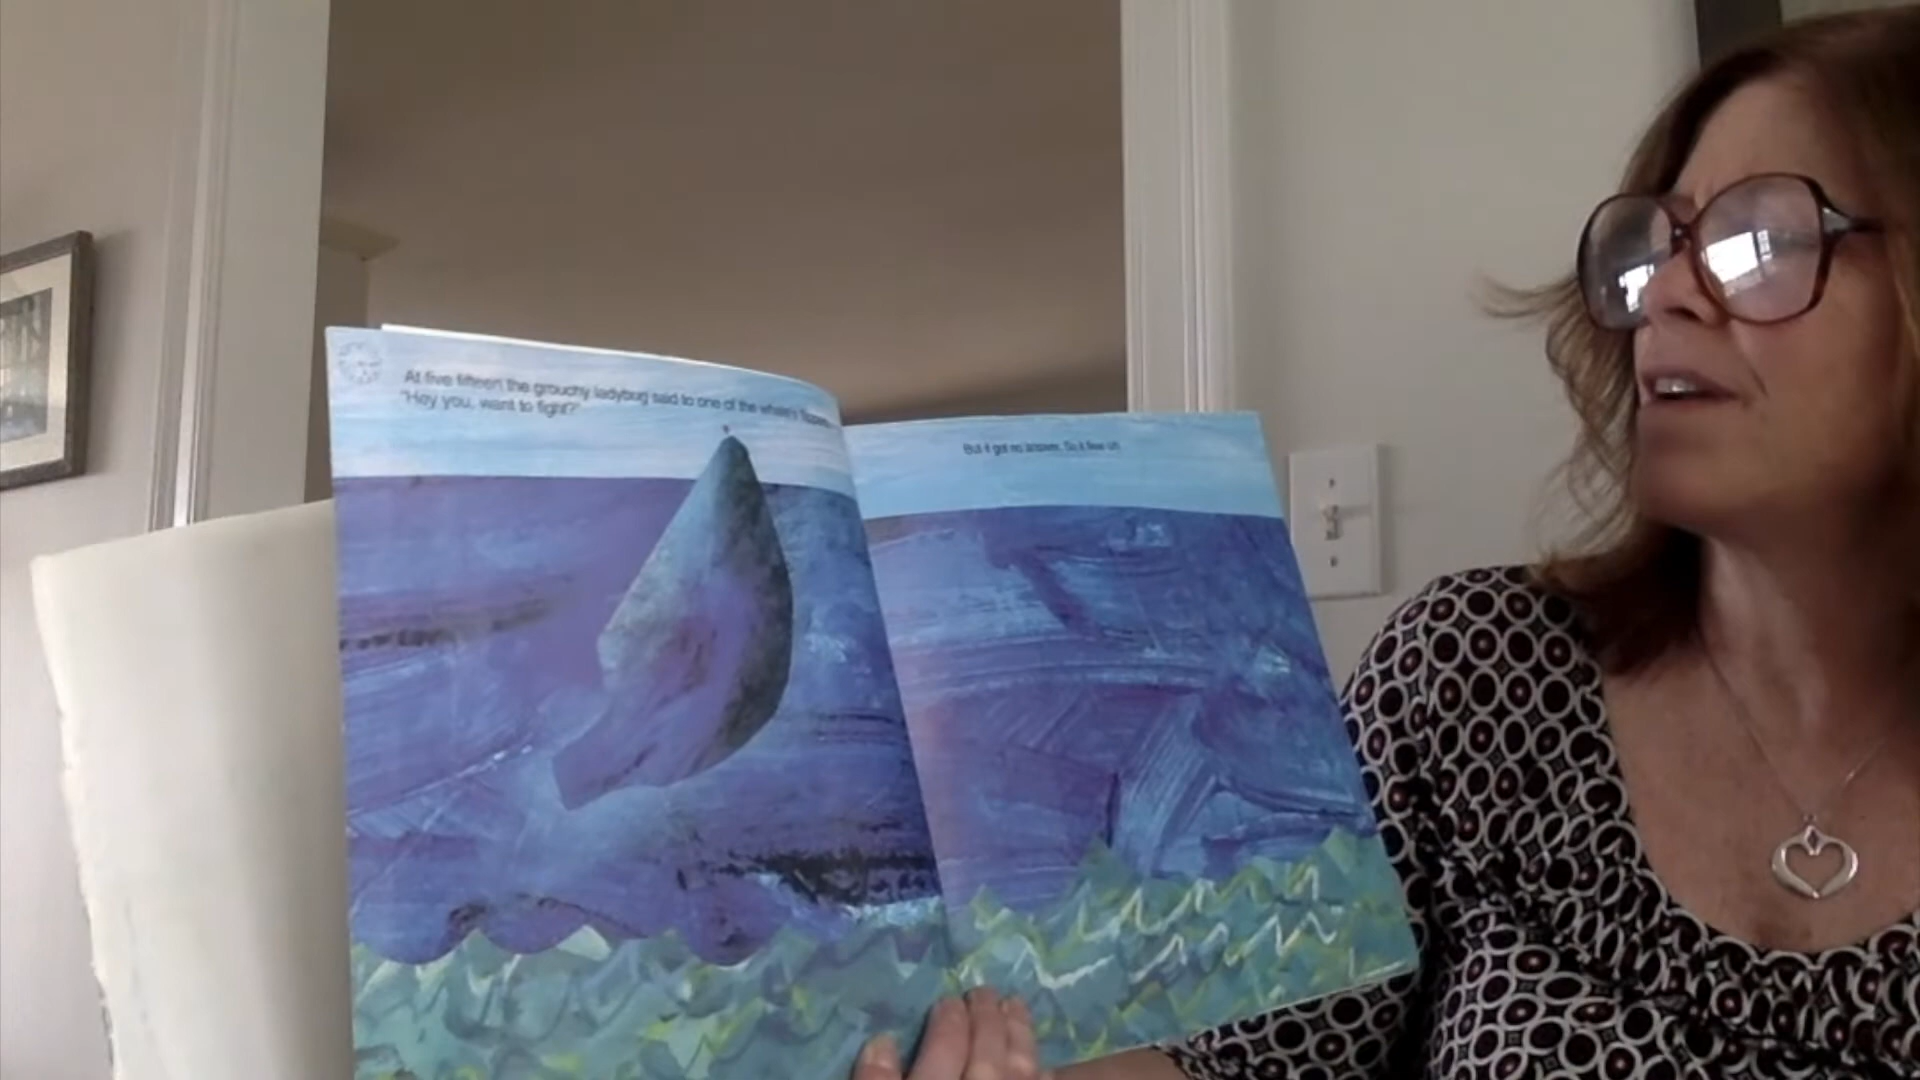 At five fifteen the grouchy ladybug said to one of the whale's flippers,
"Hey you, want to fight?"
But it got no answer. So it flew on.